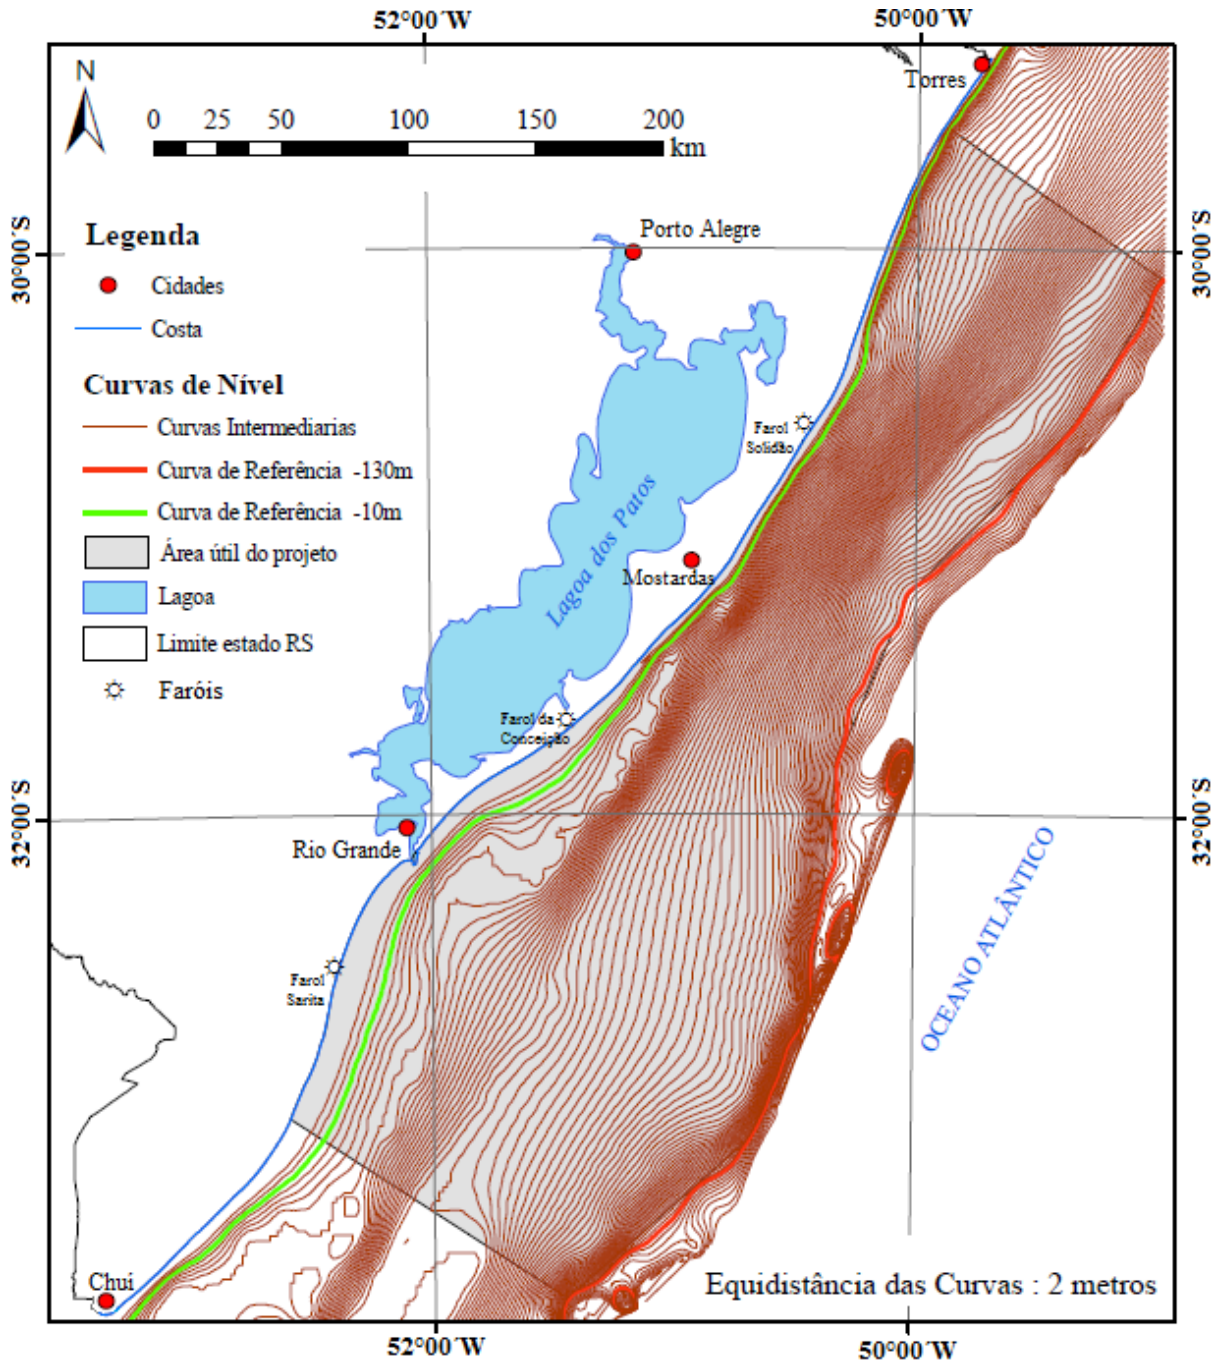 52°00´W 50°00´W
N
Torres
0 25 50 100 150 200
km
30°00´S
30°00´S
Porto Alegre
Legenda
Cidades
Costa
Curvas de Nível
Curvas Intermediarias
Curva de Referência -130m
Curva de Referência -10m
Área útil do projeto
Lagoa
Limite estado RS
Faróis
Farol
Solidão
Lagoa dos Patos
Mostardas
Farol da
Conceição
32°00´S
32°00´S
Rio Grande
Farol
Sarita
OCEANO ATLÂNTICO
Chuí
Equidistância das Curvas : 2 metros
52°00´W 50°00´W